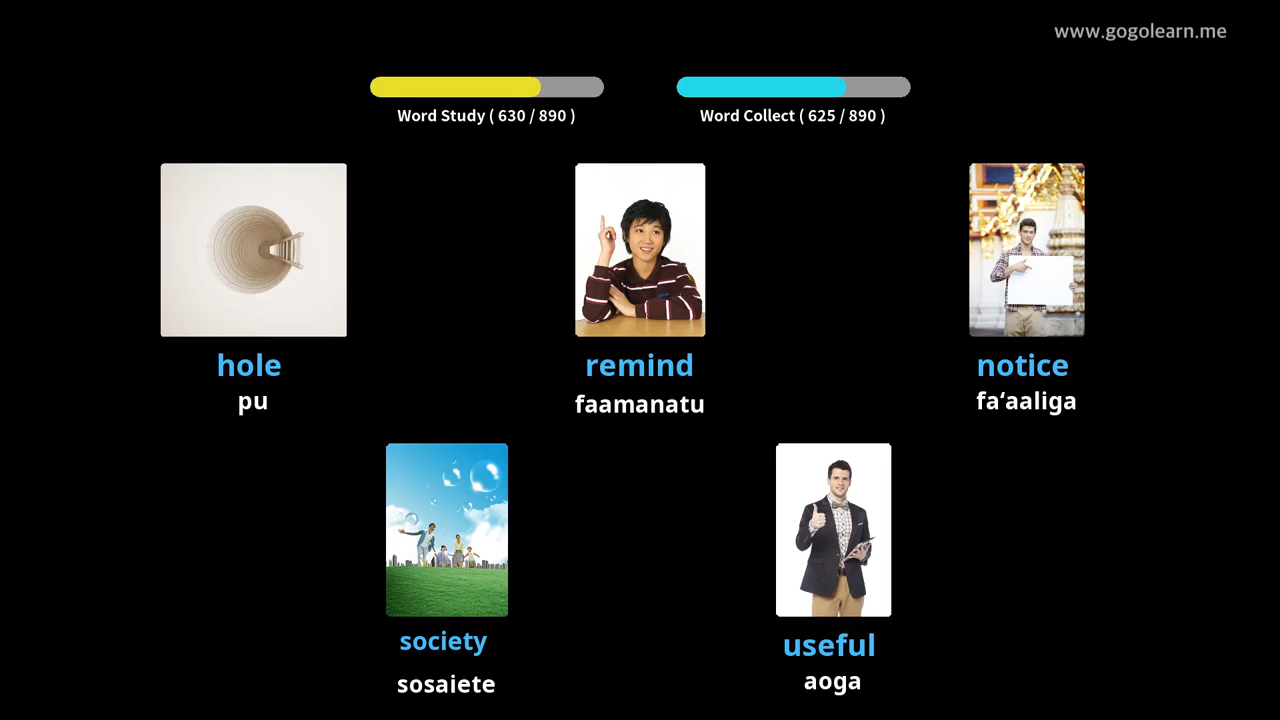 www.gogolearn.me
Word Study ( 630 / 890 )
Word Collect ( 625 / 890 )
hole
pu
remind
faamanatu
notice
fa‘aaliga
society
sosaiete
useful
aoga